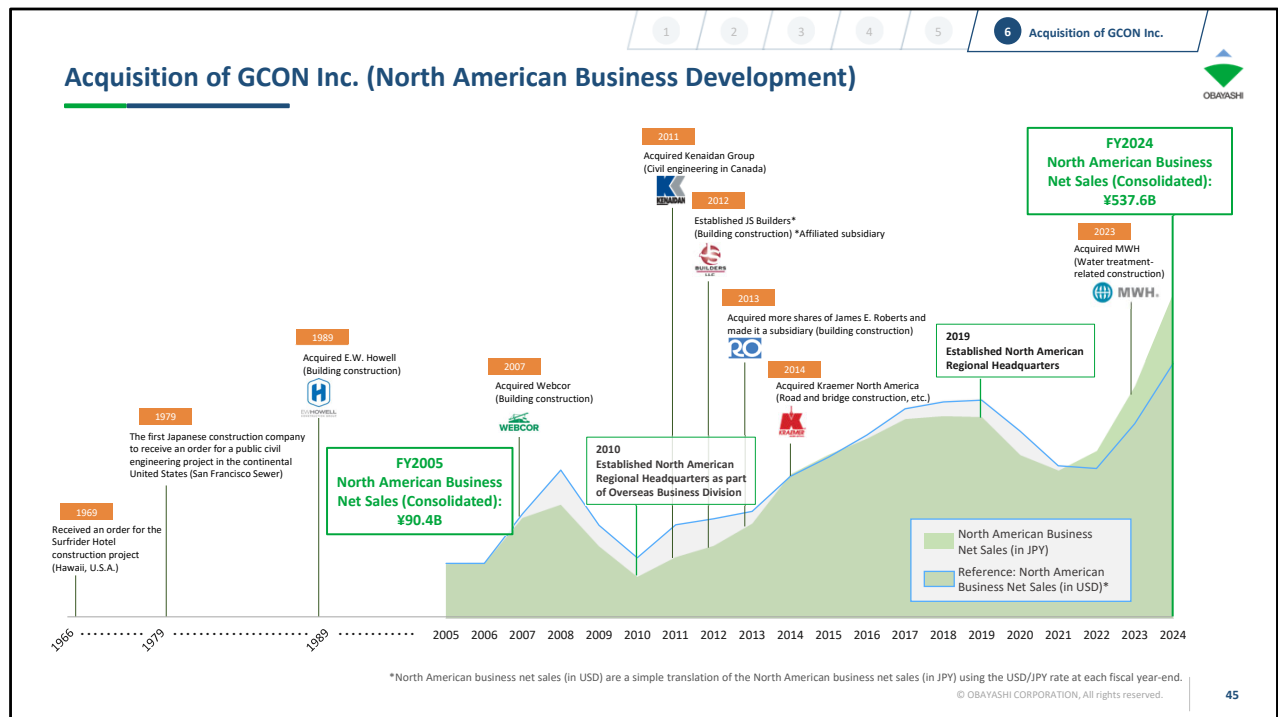 1
2
3
4
5
6
Acquisition of GCON Inc.
Acquisition of GCON Inc. (North American Business Development)
OBAYASHI
2011
Acquired Kenaidan Group
(Civil engineering in Canada)
KENAIDAN
2012
Established JS Builders*
(Building construction) *Affiliated subsidiary
BUILDERS
LLC
2013
Acquired more shares of James E. Roberts and
made it a subsidiary (building construction)
RO
2014
Acquired Kraemer North America
(Road and bridge construction, etc.)
KRAEMER
FY2024
North American Business
Net Sales (Consolidated):
¥537.6B
2023
Acquired MWH
(Water treatment-
related construction)
MWH
2019
Established North American
Regional Headquarters
1989
Acquired E.W. Howell
(Building construction)
EWHOWELL
2007
Acquired Webcor
(Building construction)
WEBCOR
1979
The first Japanese construction company
to receive an order for a public civil
engineering project in the continental
United States (San Francisco Sewer)
FY2005
North American Business
Net Sales (Consolidated):
¥90.4B
2010
Established North American
Regional Headquarters as part
of Overseas Business Division
1969
Received an order for the
Surfrider Hotel
construction project
(Hawaii, U.S.A.)
North American Business
Net Sales (in JPY)
Reference: North American
Business Net Sales (in USD)*
1966 1979 1989 2005 2006 2007 2008 2009 2010 2011 2012 2013 2014 2015 2016 2017 2018 2019 2020 2021 2022 2023 2024
*North American business net sales (in USD) are a simple translation of the North American business net sales (in JPY) using the USD/JPY rate at each fiscal year-end.
© OBAYASHI CORPORATION, All rights reserved.
45